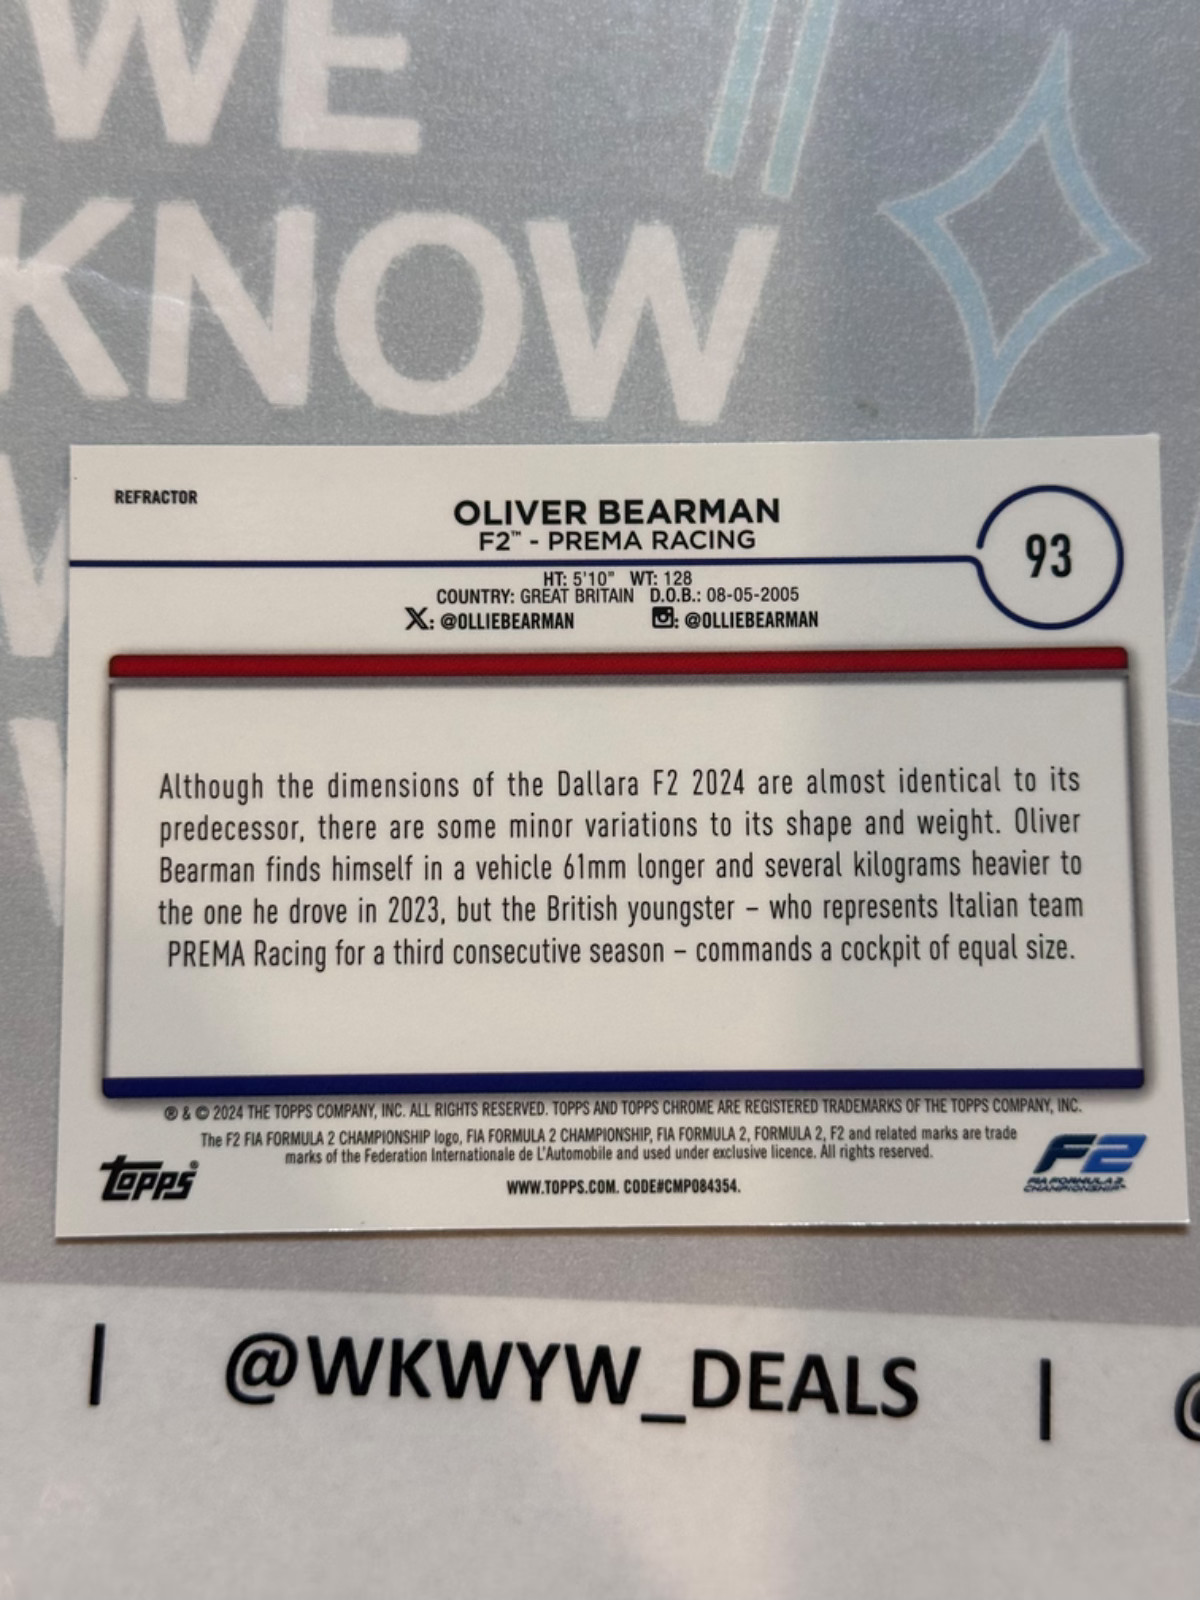 WE
KNOW
REFRACTOR
OLIVER BEARMAN
F2™ - PREMA RACING
93
HT: 5'10" WT: 128
COUNTRY: GREAT BRITAIN D.O.B.: 08-05-2005
X: @OLLIEBEARMAN : @OLLIEBEARMAN
Although the dimensions of the Dallara F2 2024 are almost identical to its
predecessor, there are some minor variations to its shape and weight. Oliver
Bearman finds himself in a vehicle 61mm longer and several kilograms heavier to
the one he drove in 2023, but the British youngster – who represents Italian team
PREMA Racing for a third consecutive season – commands a cockpit of equal size.
® & © 2024 THE TOPPS COMPANY, INC. ALL RIGHTS RESERVED. TOPPS AND TOPPS CHROME ARE REGISTERED TRADEMARKS OF THE TOPPS COMPANY, INC.
The F2 FIA FORMULA 2 CHAMPIONSHIP logo, FIA FORMULA 2 CHAMPIONSHIP, FIA FORMULA 2, FORMULA 2, F2 and related marks are trade
marks of the Federation Internationale de L'Automobile and used under exclusive licence. All rights reserved.
topps®
WWW.TOPPS.COM. CODE#CMP084354.
F2
FIA FORMULA 2
CHAMPIONSHIP™
| @WKWYW_DEALS | @